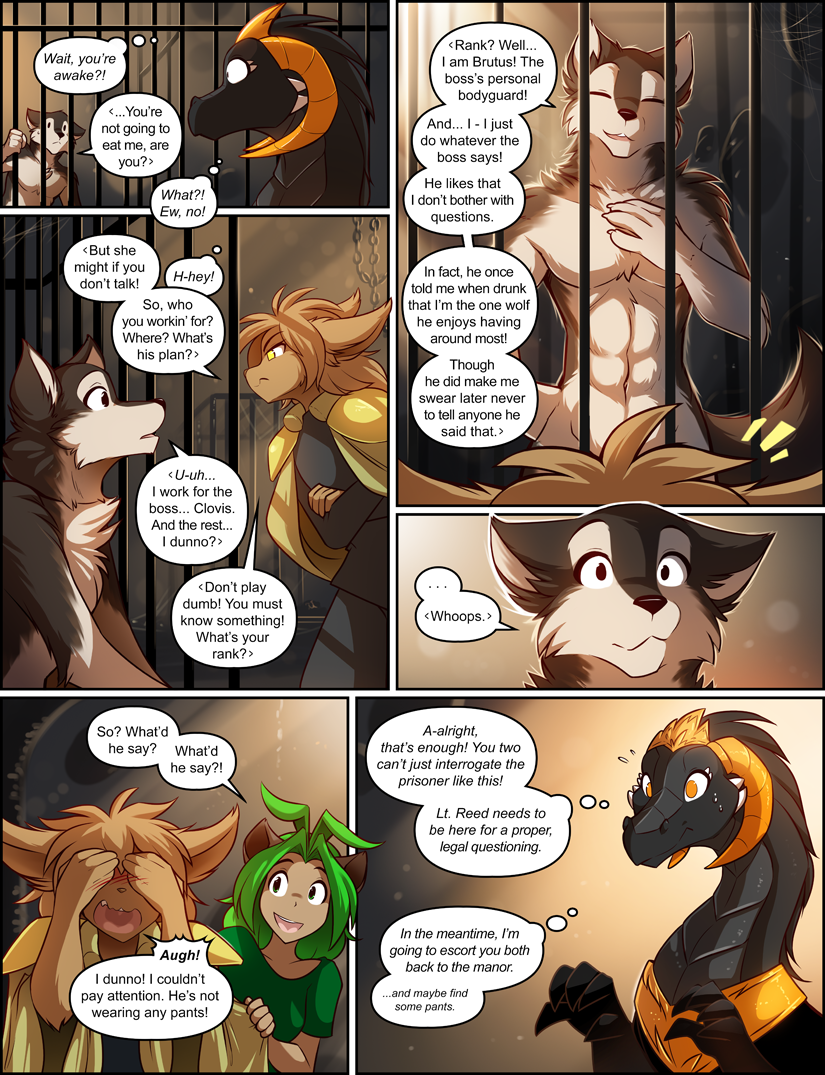 Wait, you're
awake?!
‹...You're
not going to
eat me, are
you?›
What?!
Ew, no!
‹But she
might if you
don't talk!
H-hey!
So, who
you workin' for?
Where? What's
his plan?›
‹U-uh...
I work for the
boss... Clovis.
And the rest...
I dunno?›
‹Don't play
dumb! You must
know something!
What's your
rank?›
‹Rank? Well...
I am Brutus! The
boss's personal
bodyguard!
And... I - I just
do whatever the
boss says!
He likes that
I don't bother with
questions.
In fact, he once
told me when drunk
that I'm the one wolf
he enjoys having
around most!
Though
he did make me
swear later never
to tell anyone he
said that.›
...
‹Whoops.›
So? What'd
he say?
What'd
he say?!
Augh!
I dunno! I couldn't
pay attention. He's not
wearing any pants!
A-alright,
that's enough! You two
can't just interrogate the
prisoner like this!
Lt. Reed needs to
be here for a proper,
legal questioning.
In the meantime, I'm
going to escort you both
back to the manor.
...and maybe find
some pants.